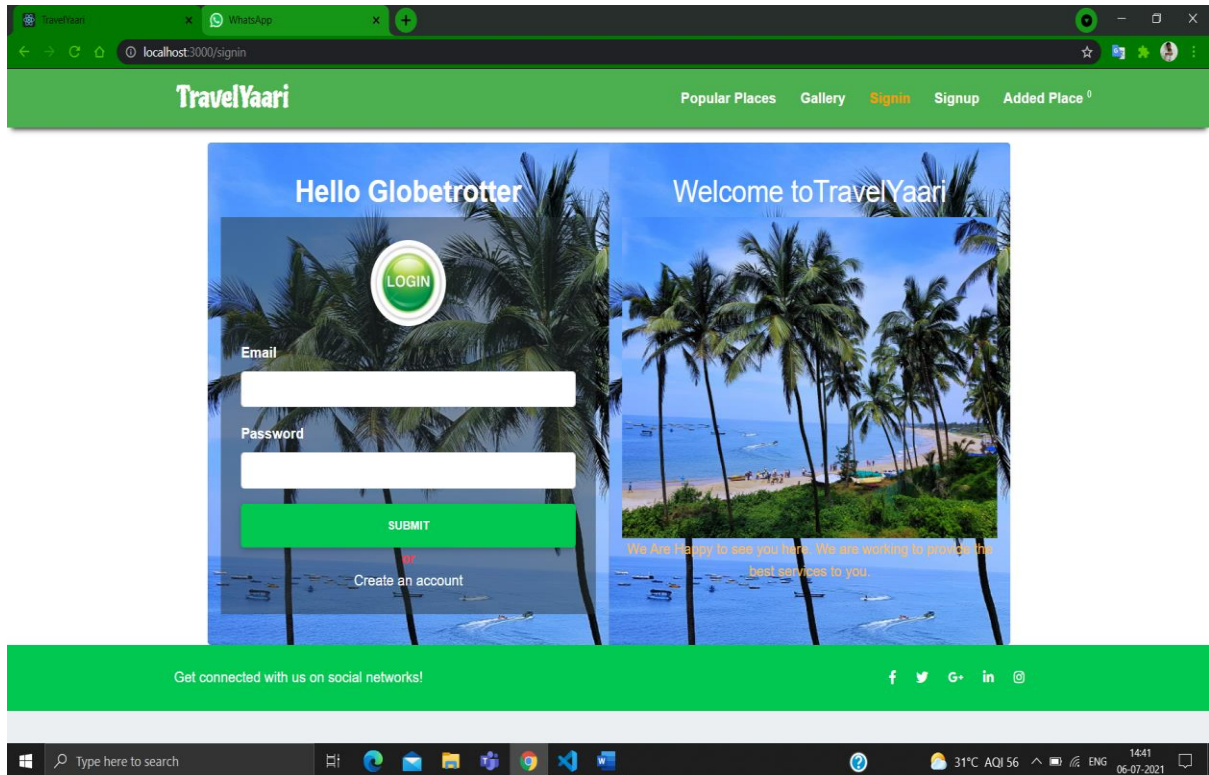 TravelYaari
WhatsApp
localhost:3000/signin
TravelYaari
Popular Places Gallery Signin Signup Added Place 0
Hello Globetrotter
LOGIN
Email
Password
SUBMIT
or
Create an account
Welcome toTravelYaari
We Are Happy to see you here. We are working to provide the
best services to you.
Get connected with us on social networks!
f G+ in
Type here to search
31°C AQI 56 ENG
14:41
06-07-2021